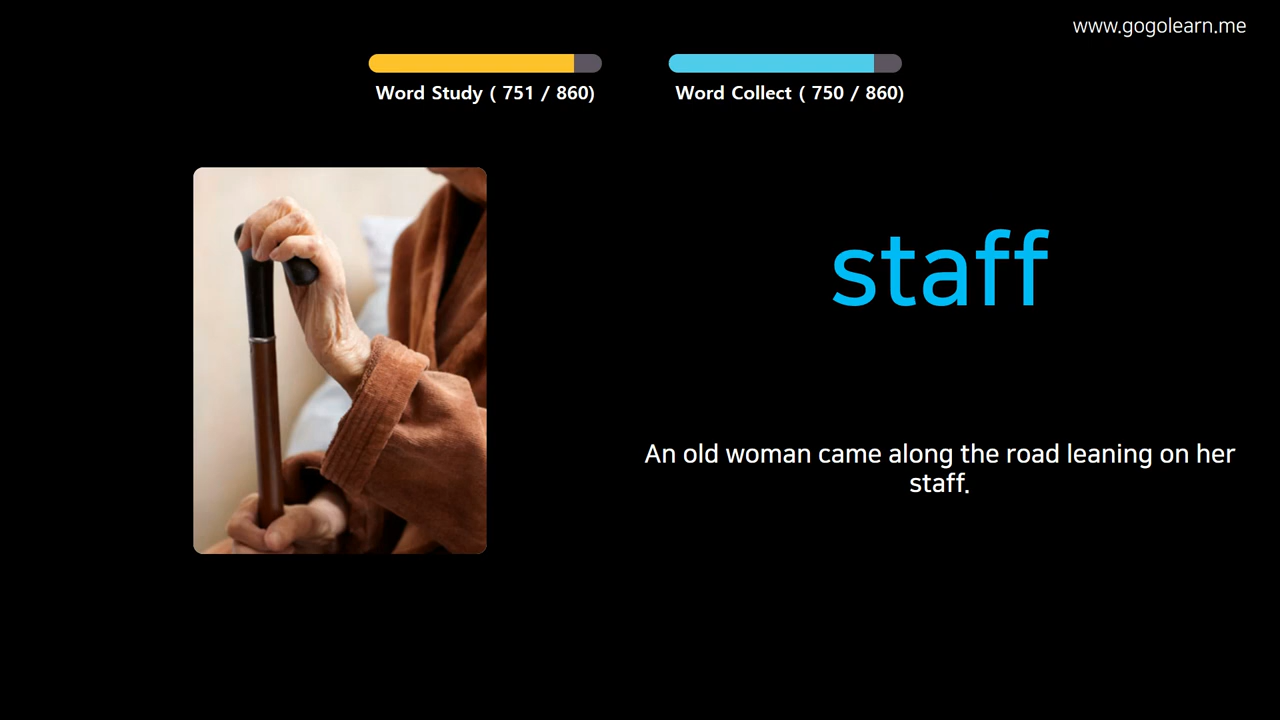 www.gogolearn.me
Word Study ( 751 / 860)
Word Collect ( 750 / 860)
staff
An old woman came along the road leaning on her
staff.